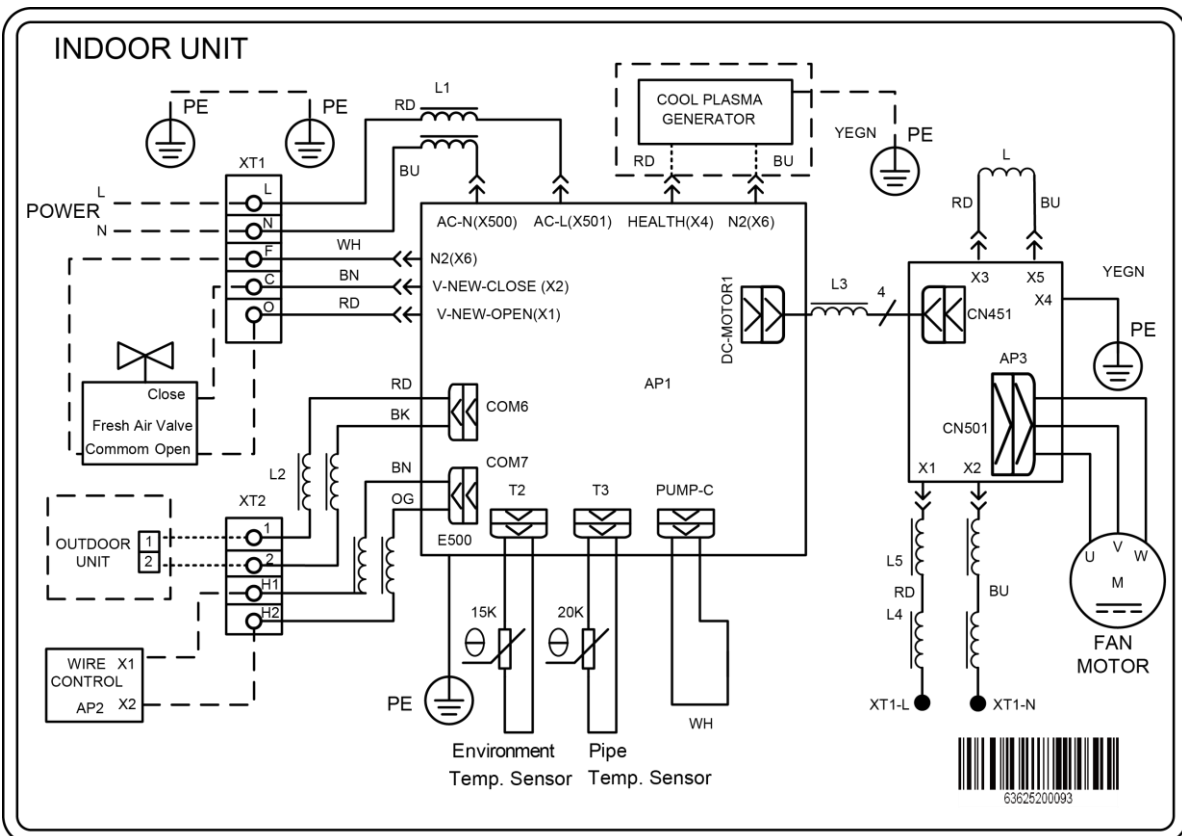 INDOOR UNIT
PE
PE
XT1
POWER
L
N
L
N
F
C
O
RD
L1
BU
WH
BN
RD
COOL PLASMA
GENERATOR
RD
BU
YEGN
PE
AC-N(X500)
AC-L(X501)
HEALTH(X4)
N2(X6)
N2(X6)
V-NEW-CLOSE (X2)
V-NEW-OPEN(X1)
DC-MOTOR1
AP1
L3
4
L
RD
BU
X3
X5
X4
YEGN
PE
CN451
AP3
CN501
X1
X2
Close
Fresh Air Valve
Commom Open
RD
BK
COM6
L2
BN
OG
COM7
E500
T2
T3
PUMP-C
XT2
1
2
H1
H2
OUTDOOR
UNIT
1
2
WIRE
CONTROL
AP2
X1
X2
PE
15K
20K
WH
Environment
Temp. Sensor
Pipe
Temp. Sensor
L5
RD
L4
BU
XT1-L
XT1-N
U
V
W
M
FAN
MOTOR
63625200093